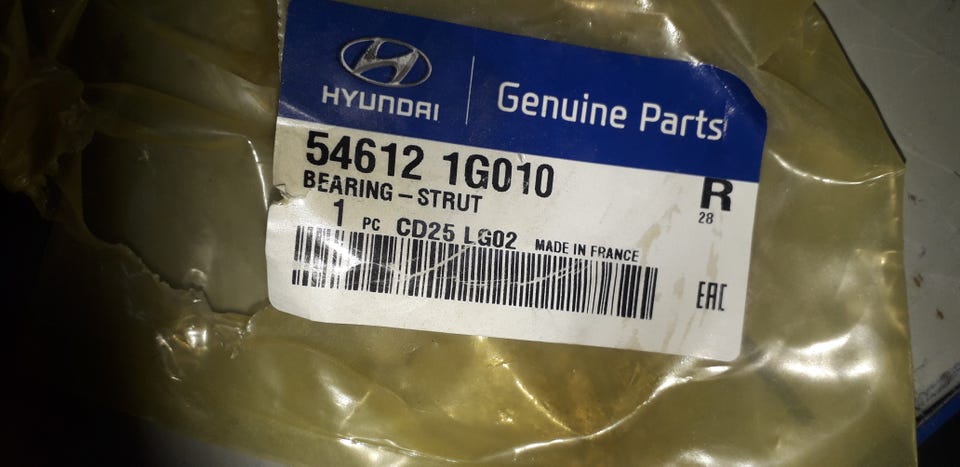 HYUNDAI
Genuine Parts
54612 1G010
BEARING-STRUT
R
28
1 PC CD25 LG02 MADE IN FRANCE
EAC